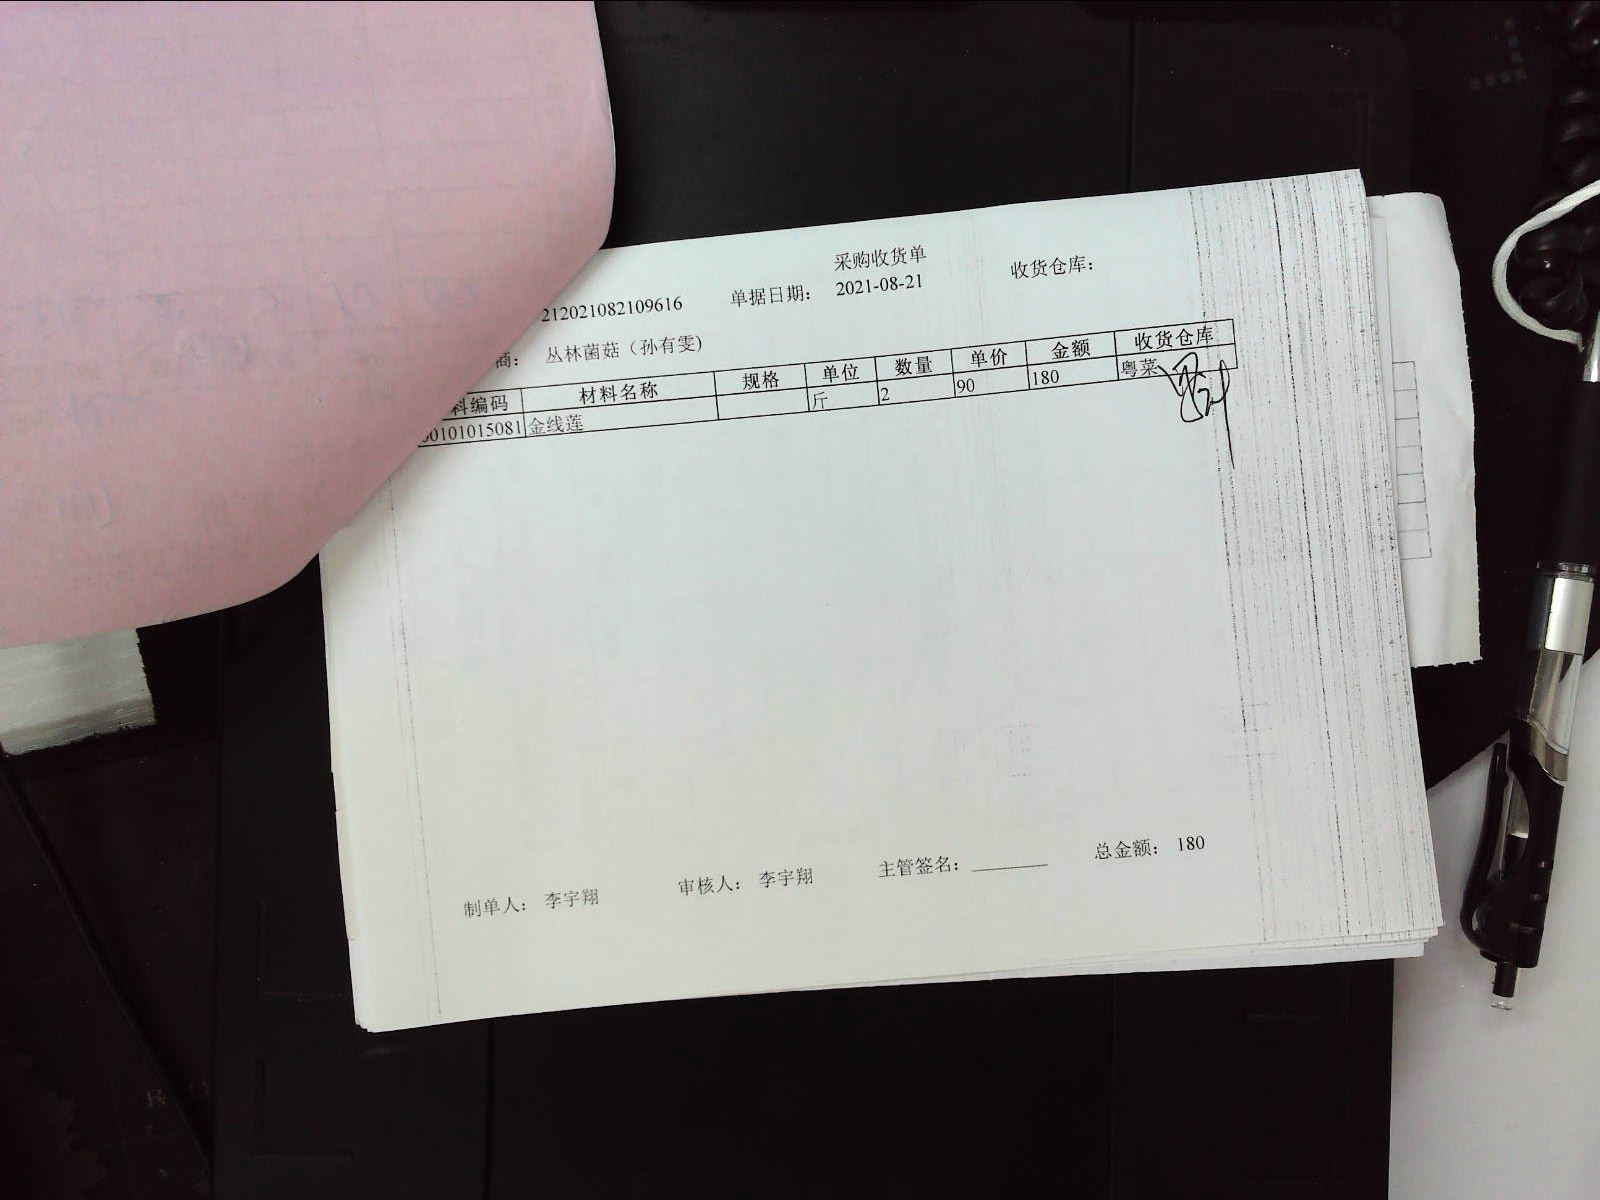 采购收货单
212021082109616 单据日期： 2021-08-21 收货仓库：
商： 丛林菌菇（孙有雯)
科编码 材料名称 规格 单位 数量 单价 金额 收货仓库
00101015081 金线莲 斤 2 90 180 粤菜
制单人： 李宇翔 审核人： 李宇翔 主管签名： 总金额： 180